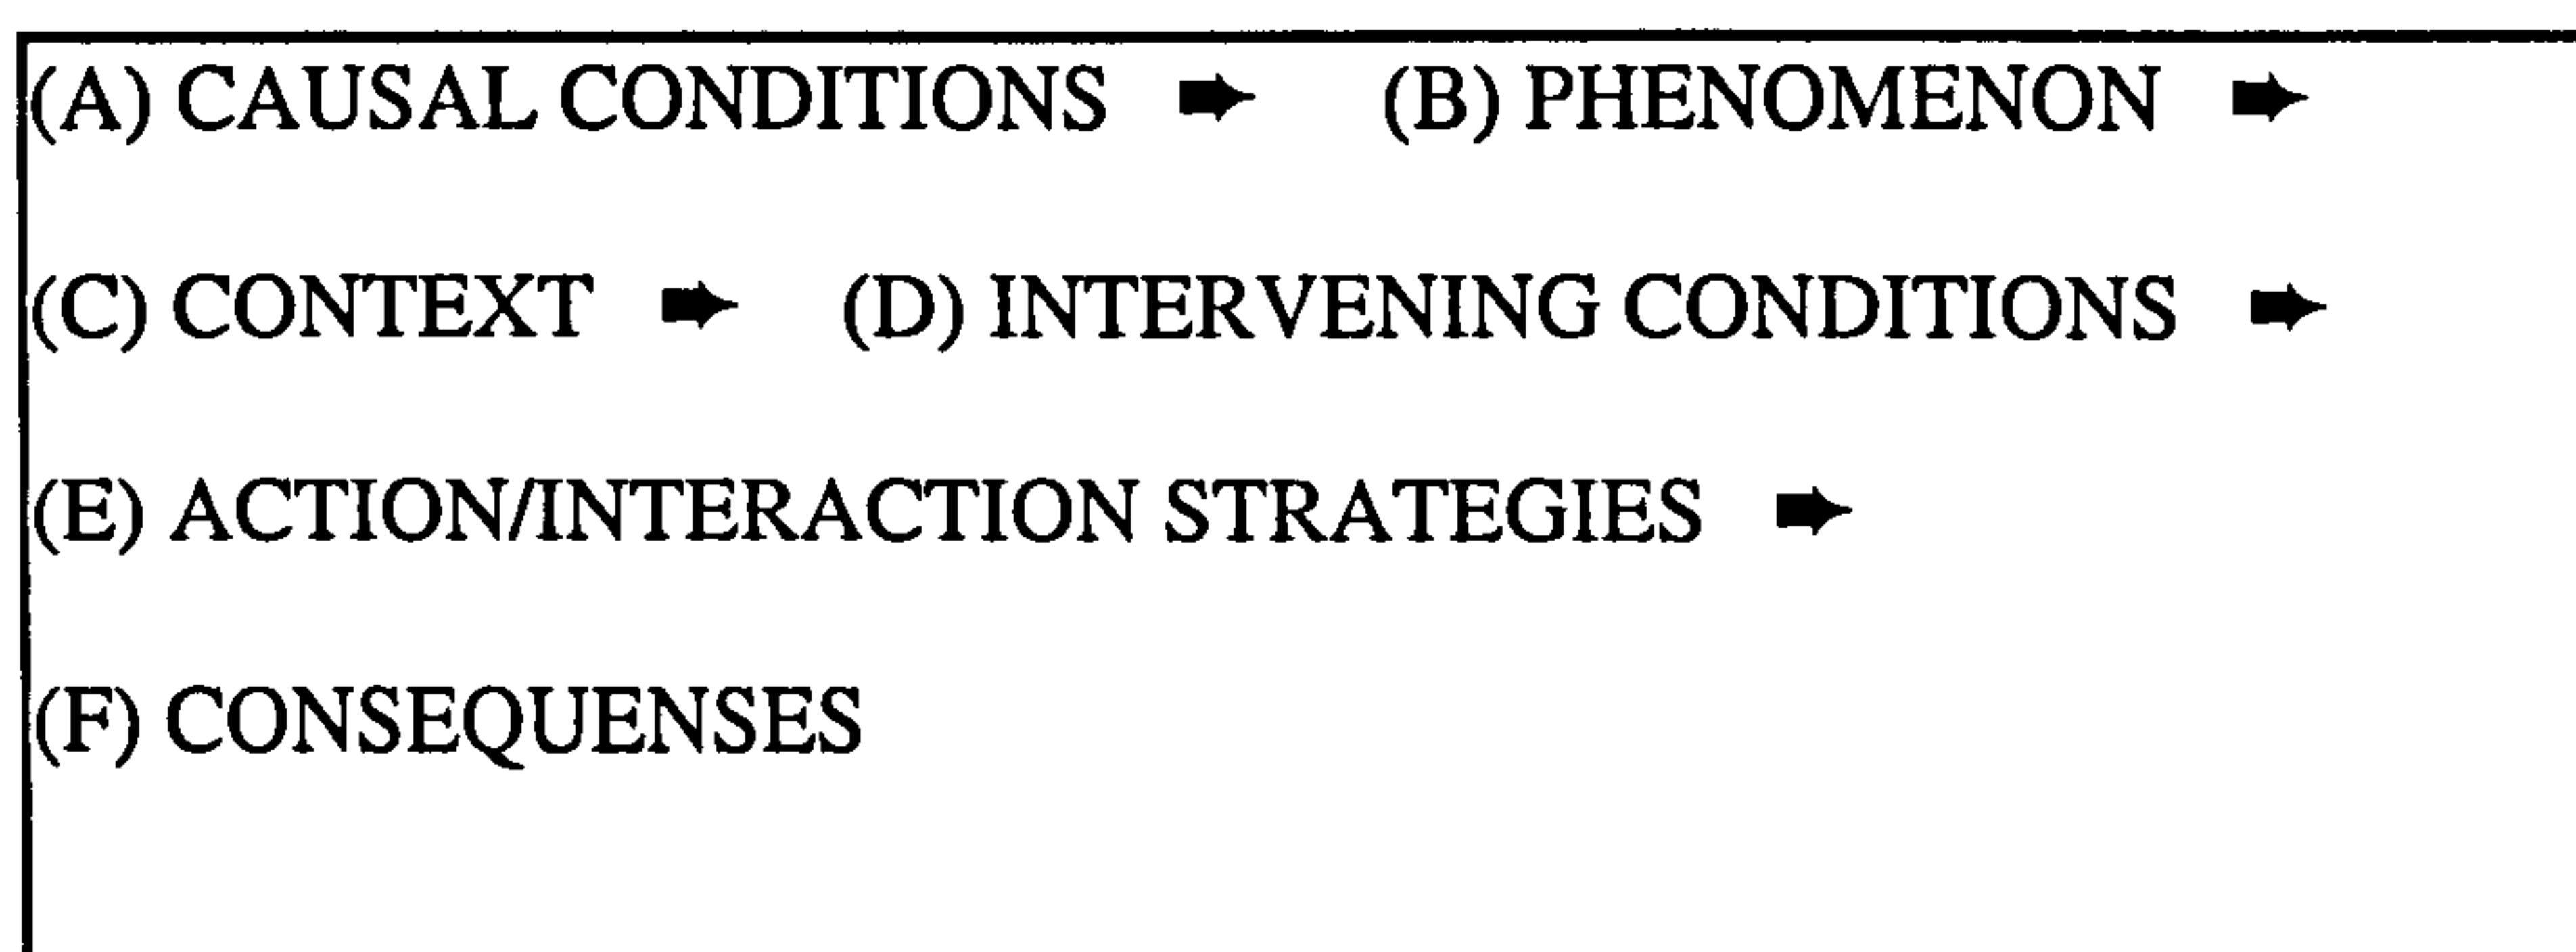 (A) CAUSAL CONDITIONS ➨ (B) PHENOMENON ➨
(C) CONTEXT ➨ (D) INTERVENING CONDITIONS ➨
(E) ACTION/INTERACTION STRATEGIES ➨
(F) CONSEQUENSES